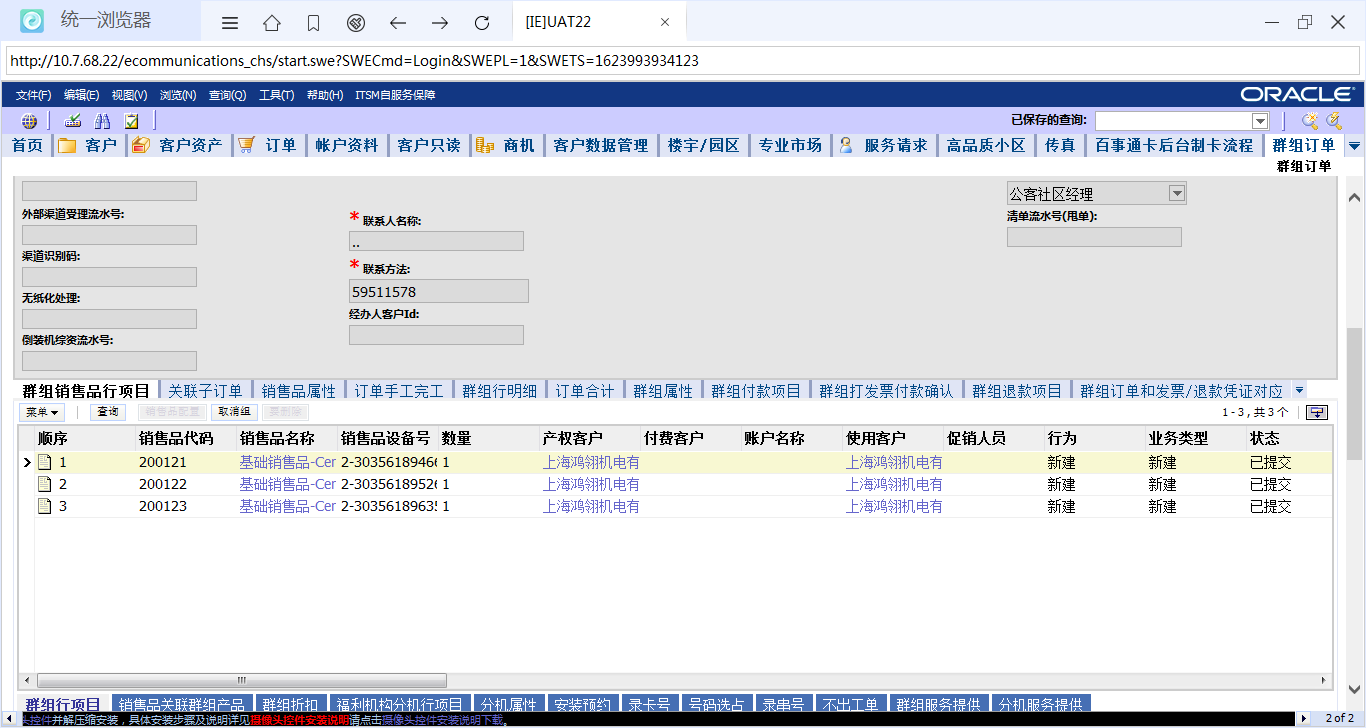 统一浏览器
[IE]UAT22
http://10.7.68.22/ecommunications_chs/start.swe?SWECmd=Login&SWEPL=1&SWETS=1623993934123
文件(F) 编辑(E) 视图(V) 浏览(N) 查询(Q) 工具(T) 帮助(H) ITSM自服务保障 ORACLE
已保存的查询:
首页 客户 客户资产 订单 帐户资料 客户只读 商机 客户数据管理 楼宇/园区 专业市场 服务请求 高品质小区 传真 百事通卡后台制卡流程 群组订单
群组订单
公客社区经理
外部渠道受理流水号: * 联系人名称: 清单流水号(甩单):
..
渠道识别码: * 联系方法:
59511578
无纸化处理: 经办人客户Id:
倒装机综资流水号:
群组销售品行项目 关联子订单 销售品属性 订单手工完工 群组行明细 订单合计 群组属性 群组付款项目 群组打发票付款确认 群组退款项目 群组订单和发票/退款凭证对应
菜单 查询 销售品配置 取消组 要删除 1 - 3 , 共 3 个
顺序 销售品代码 销售品名称 销售品设备号 数量 产权客户 付费客户 账户名称 使用客户 促销人员 行为 业务类型 状态
1 200121 基础销售品-Cer 2-3035618946 1 上海鸿翎机电有 上海鸿翎机电有 新建 新建 已提交
2 200122 基础销售品-Cer 2-3035618952 1 上海鸿翎机电有 上海鸿翎机电有 新建 新建 已提交
3 200123 基础销售品-Cer 2-3035618963 1 上海鸿翎机电有 上海鸿翎机电有 新建 新建 已提交
群组行项目 销售品关联群组产品 群组折扣 福利机构分机行项目 分机属性 安装预约 录卡号 号码选占 录串号 不出工单 群组服务提供 分机服务提供
头控件并解压缩安装，具体安装步骤及说明详见摄像头控件安装说明请点击摄像头控件安装说明下载。 2 of 2